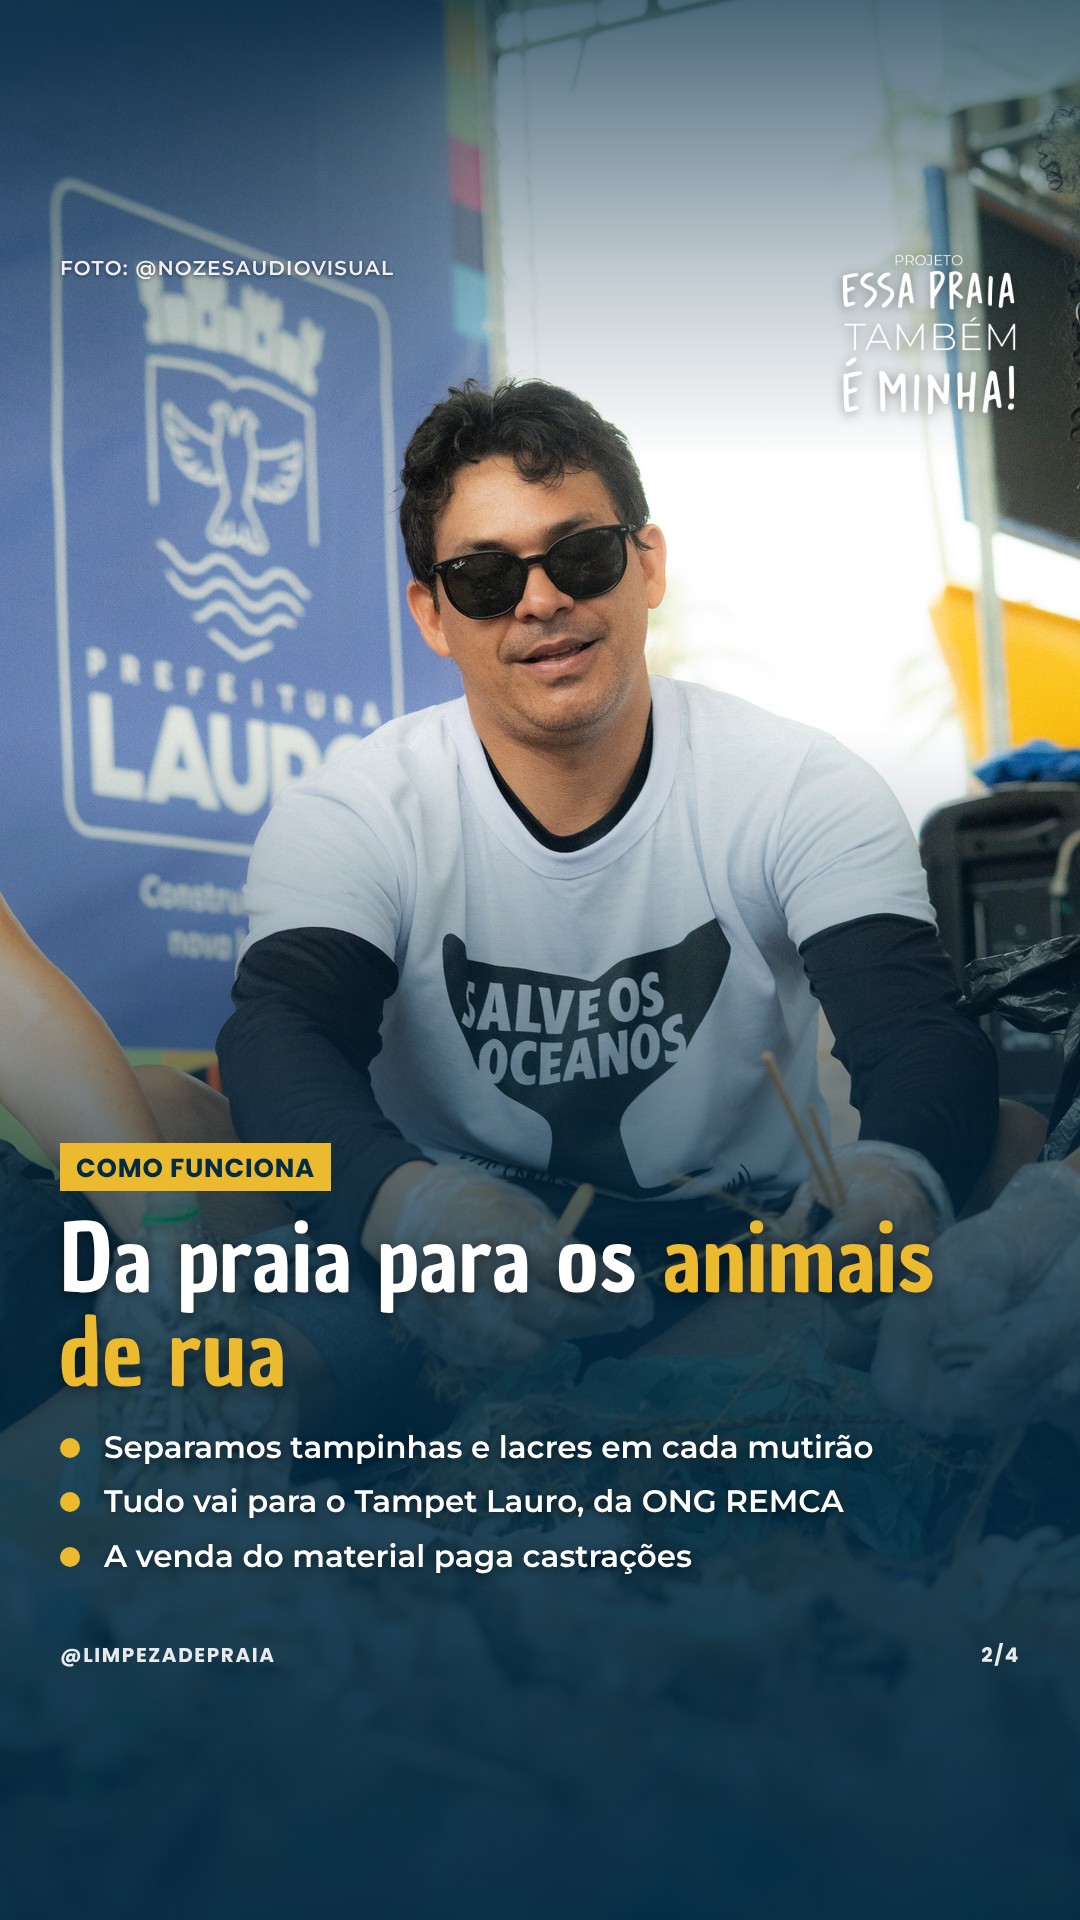 FOTO: @NOZESAUDIOVISUAL
PROJETO
ESSA PRAIA
TAMBÉM
É MINHA!
PREFEITURA
LAURO
nova
SALVE OS
OCEANOS
COMO FUNCIONA
Da praia para os animais
de rua
Separamos tampinhas e lacres em cada mutirão
Tudo vai para o Tampet Lauro, da ONG REMCA
A venda do material paga castrações
@LIMPEZADEPRAIA
2/4